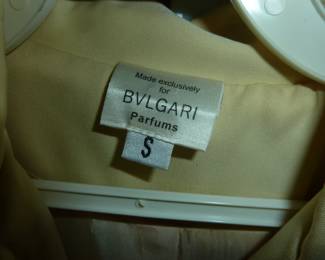 Made exclusively
for
BVLGARI
Parfums
S